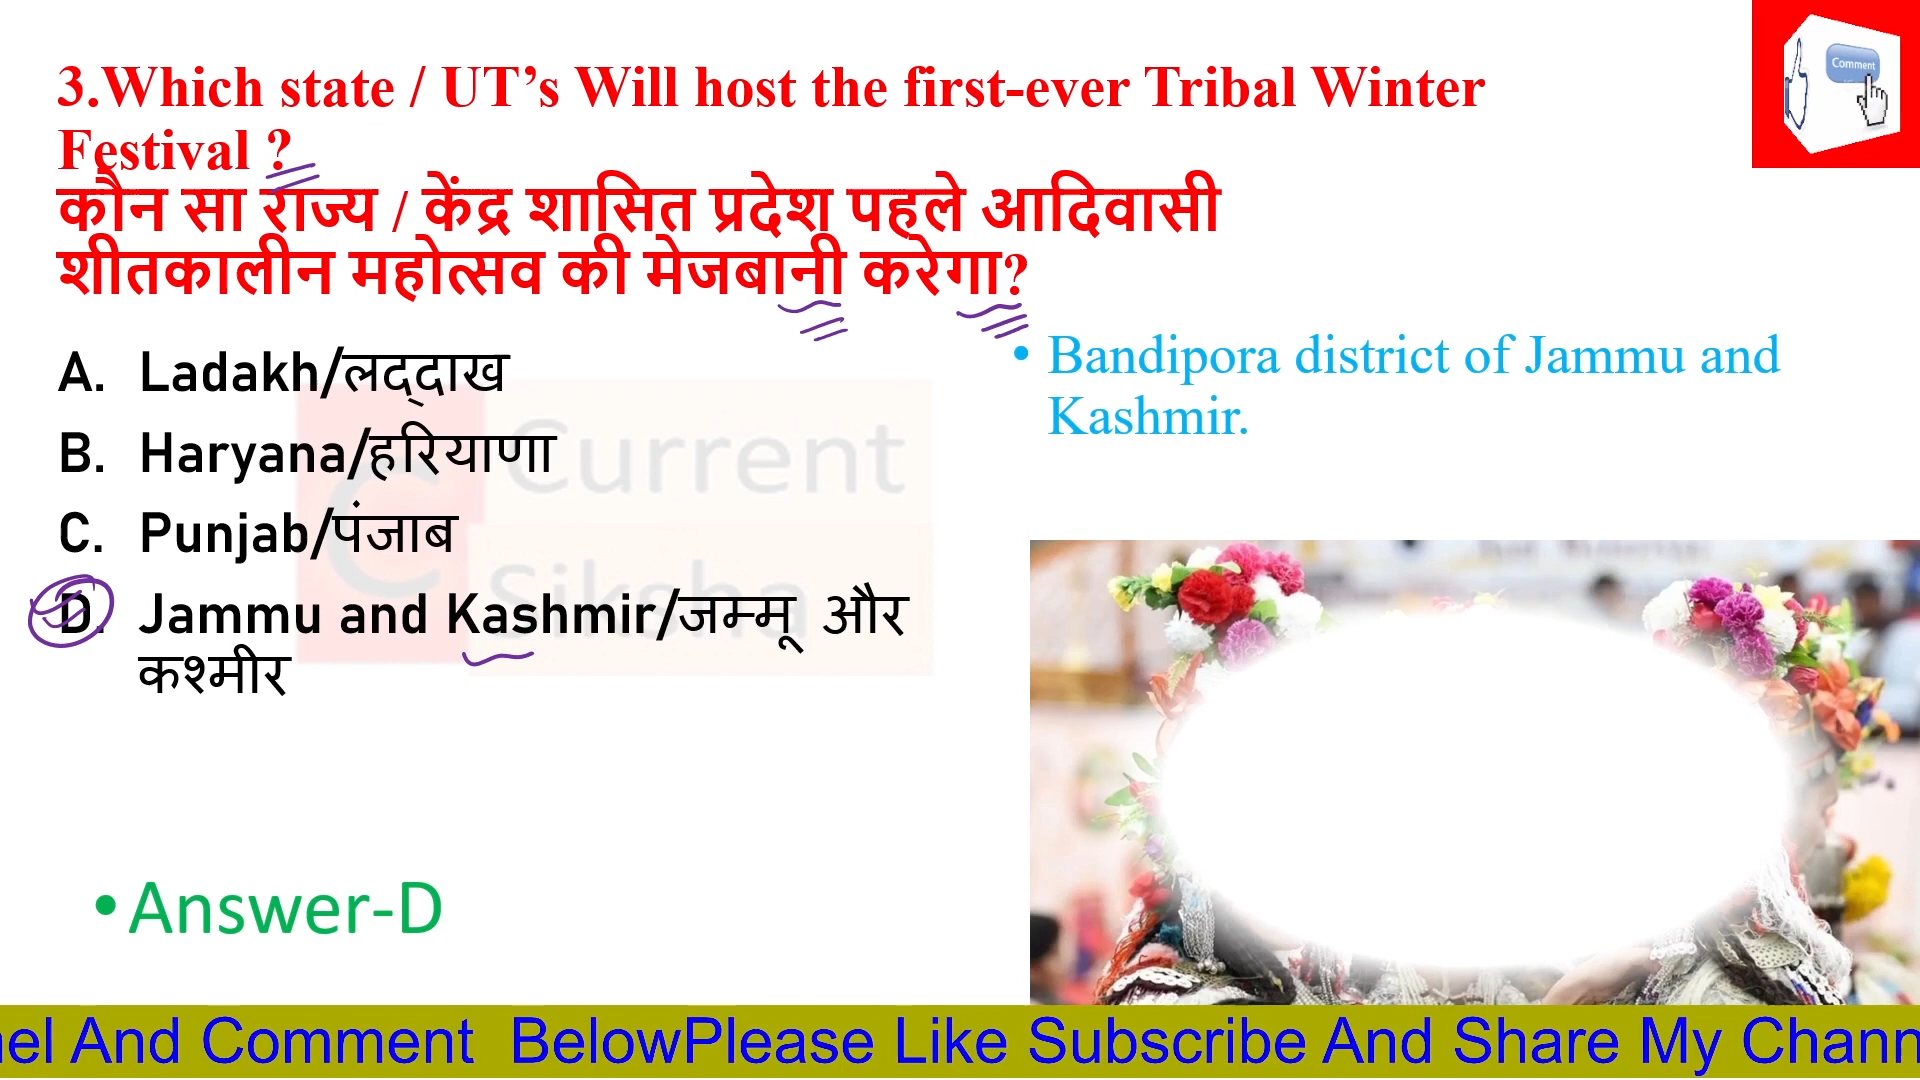 3.Which state / UT’s Will host the first-ever Tribal Winter
Festival ?
कौन सा राज्य / केंद्र शासित प्रदेश पहले आदिवासी
शीतकालीन महोत्सव की मेजबानी करेगा?
A. Ladakh/लद्दाख
B. Haryana/हरियाणा
C. Punjab/पंजाब
D. Jammu and Kashmir/जम्मू और
कश्मीर
• Bandipora district of Jammu and
Kashmir.
Current
Siksha
• Answer-D
Comment
nel And Comment BelowPlease Like Subscribe And Share My Chann